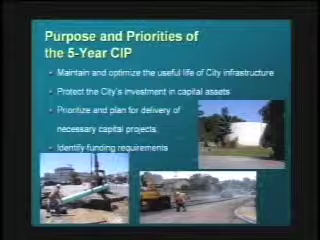 Purpose and Priorities of
the 5-Year CIP
Maintain and optimize the useful life of City infrastructure
Protect the City's investment in capital assets
Prioritize and plan for delivery of
necessary capital projects
Identify funding requirements